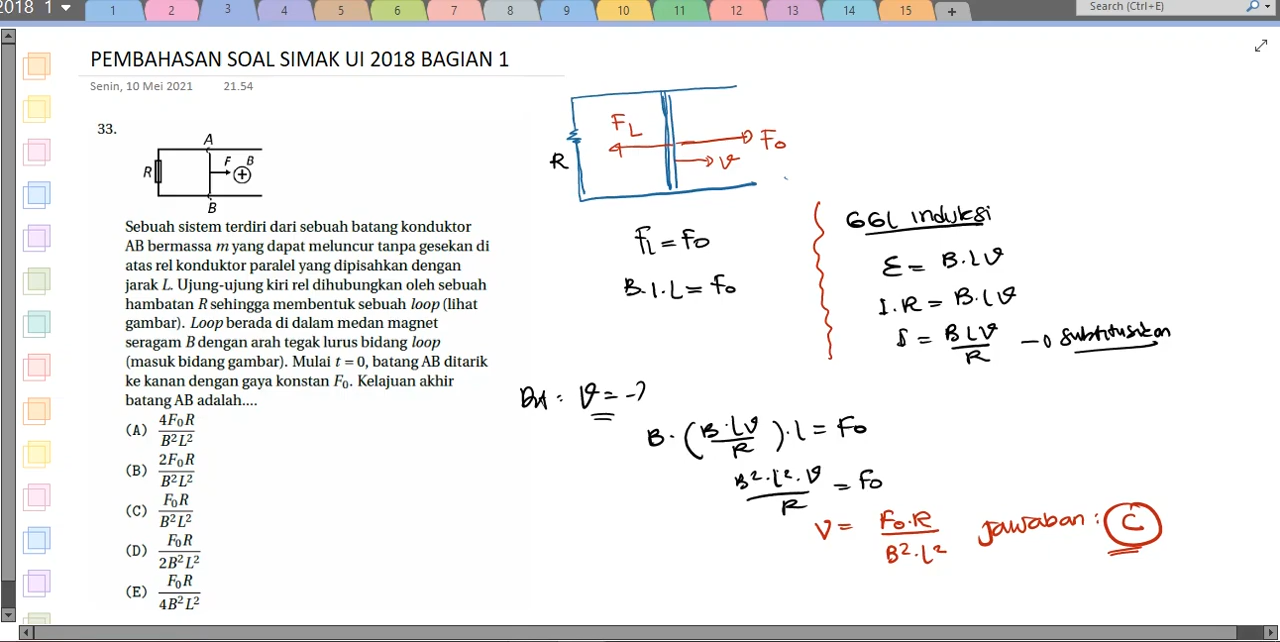 2018 1
1 2 3 4 5 6 7 8 9 10 11 12 13 14 15 +
Search (Ctrl+E)
PEMBAHASAN SOAL SIMAK UI 2018 BAGIAN 1
Senin, 10 Mei 2021 21.54
33.
A
R
F B
B
Sebuah sistem terdiri dari sebuah batang konduktor
AB bermassa m yang dapat meluncur tanpa gesekan di
atas rel konduktor paralel yang dipisahkan dengan
jarak L. Ujung-ujung kiri rel dihubungkan oleh sebuah
hambatan R sehingga membentuk sebuah loop (lihat
gambar). Loop berada di dalam medan magnet
seragam B dengan arah tegak lurus bidang loop
(masuk bidang gambar). Mulai t = 0, batang AB ditarik
ke kanan dengan gaya konstan F₀. Kelajuan akhir
batang AB adalah....
(A) 4F₀R / B²L²
(B) 2F₀R / B²L²
(C) F₀R / B²L²
(D) F₀R / 2B²L²
(E) F₀R / 4B²L²
R
F_L
F₀
v
F_L = F₀
B.I.L = F₀
GGL Induksi
ε = B.Lv
I.R = B.Lv
I = BLv / R → substitusikan
Dit : v = -?
B. (B.Lv / R).L = F₀
B².L².v / R = F₀
V = F₀.R / B².L²
Jawaban : C